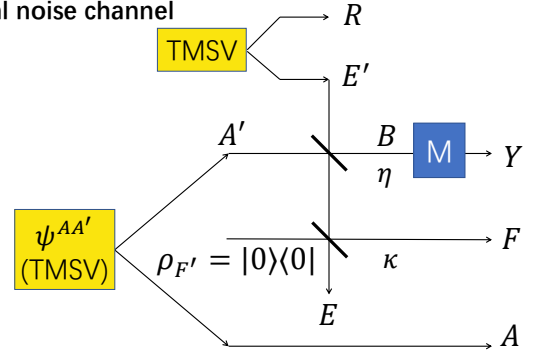 al noise channel
R
TMSV
E′
A′
B
M
Y
η
ψ^{AA′}
(TMSV)
ρ_{F′} = |0⟩⟨0|
κ
F
E
A